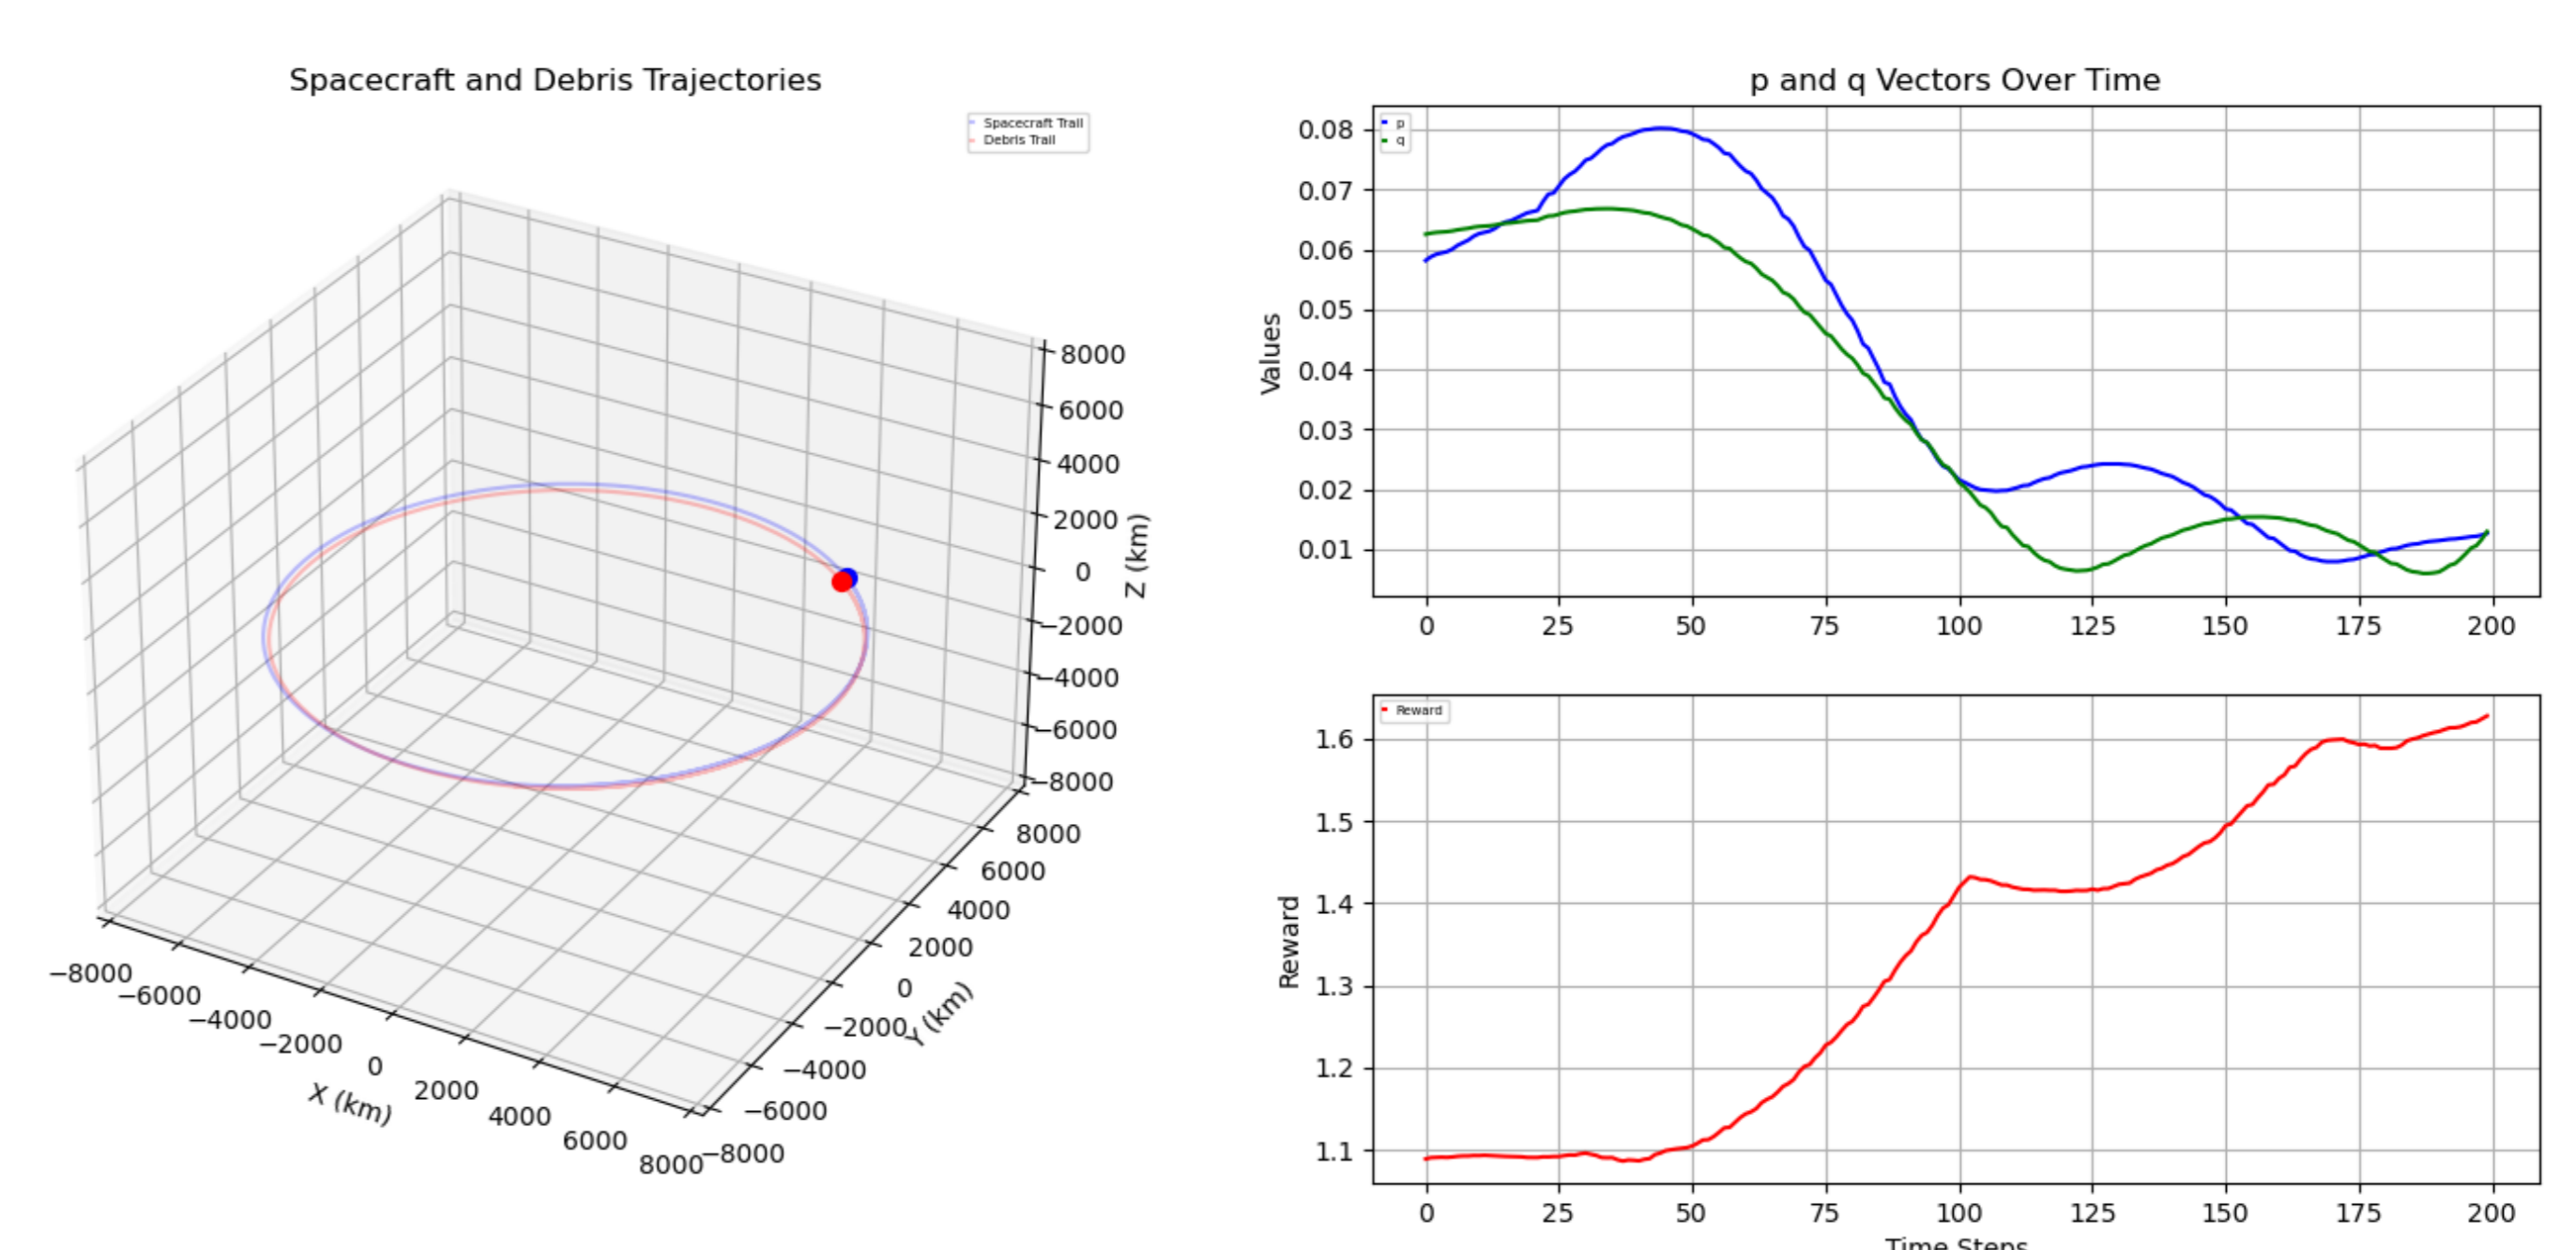 Spacecraft and Debris Trajectories
Spacecraft Trail
Debris Trail
8000
6000
4000
2000
0
−2000
−4000
−6000
−8000
Z (km)
8000
6000
4000
2000
0
−2000
−4000
−6000
−8000
Y (km)
−8000
−6000
−4000
−2000
0
2000
4000
6000
8000
X (km)
p and q Vectors Over Time
p
q
0.08
0.07
0.06
0.05
0.04
0.03
0.02
0.01
Values
0 25 50 75 100 125 150 175 200
Reward
1.6
1.5
1.4
1.3
1.2
1.1
Reward
0 25 50 75 100 125 150 175 200
Time Steps